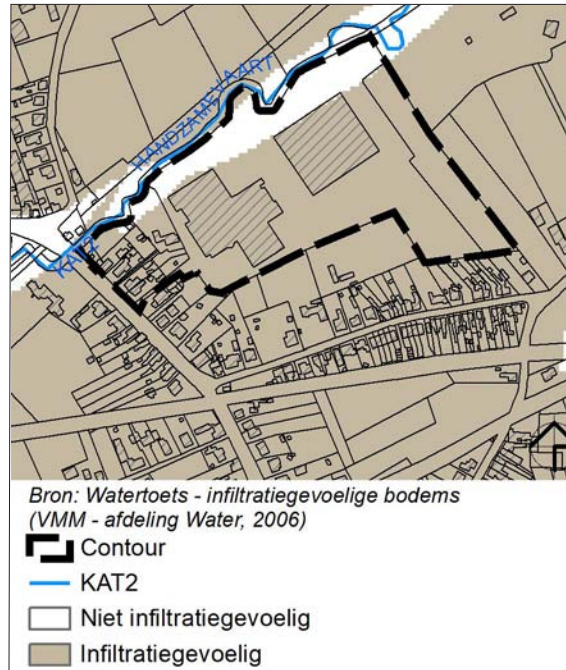 HANDZAMEVAART
KAT2
Bron: Watertoets - infiltratiegevoelige bodems
(VMM - afdeling Water, 2006)
Contour
KAT2
Niet infiltratiegevoelig
Infiltratiegevoelig